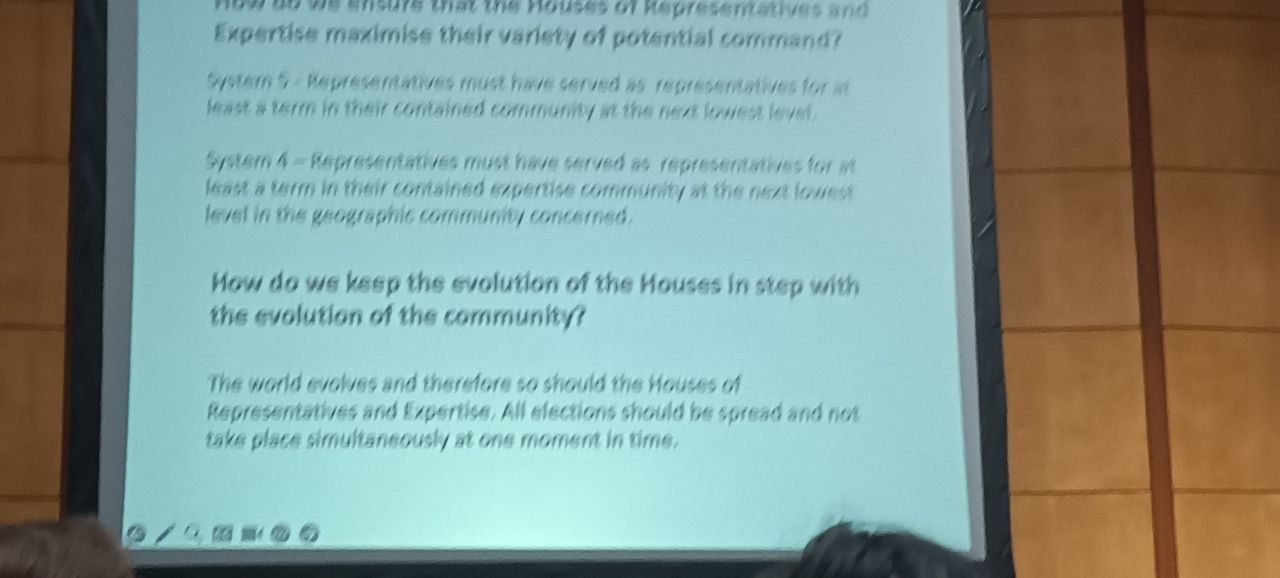 How do we ensure that the Houses of Representatives and
Expertise maximise their variety of potential command?
System 5 - Representatives must have served as representatives for at
least a term in their contained community at the next lowest level.
System 4 – Representatives must have served as representatives for at
least a term in their contained expertise community at the next lowest
level in the geographic community concerned.
How do we keep the evolution of the Houses in step with
the evolution of the community?
The world evolves and therefore so should the Houses of
Representatives and Expertise. All elections should be spread and not
take place simultaneously at one moment in time.